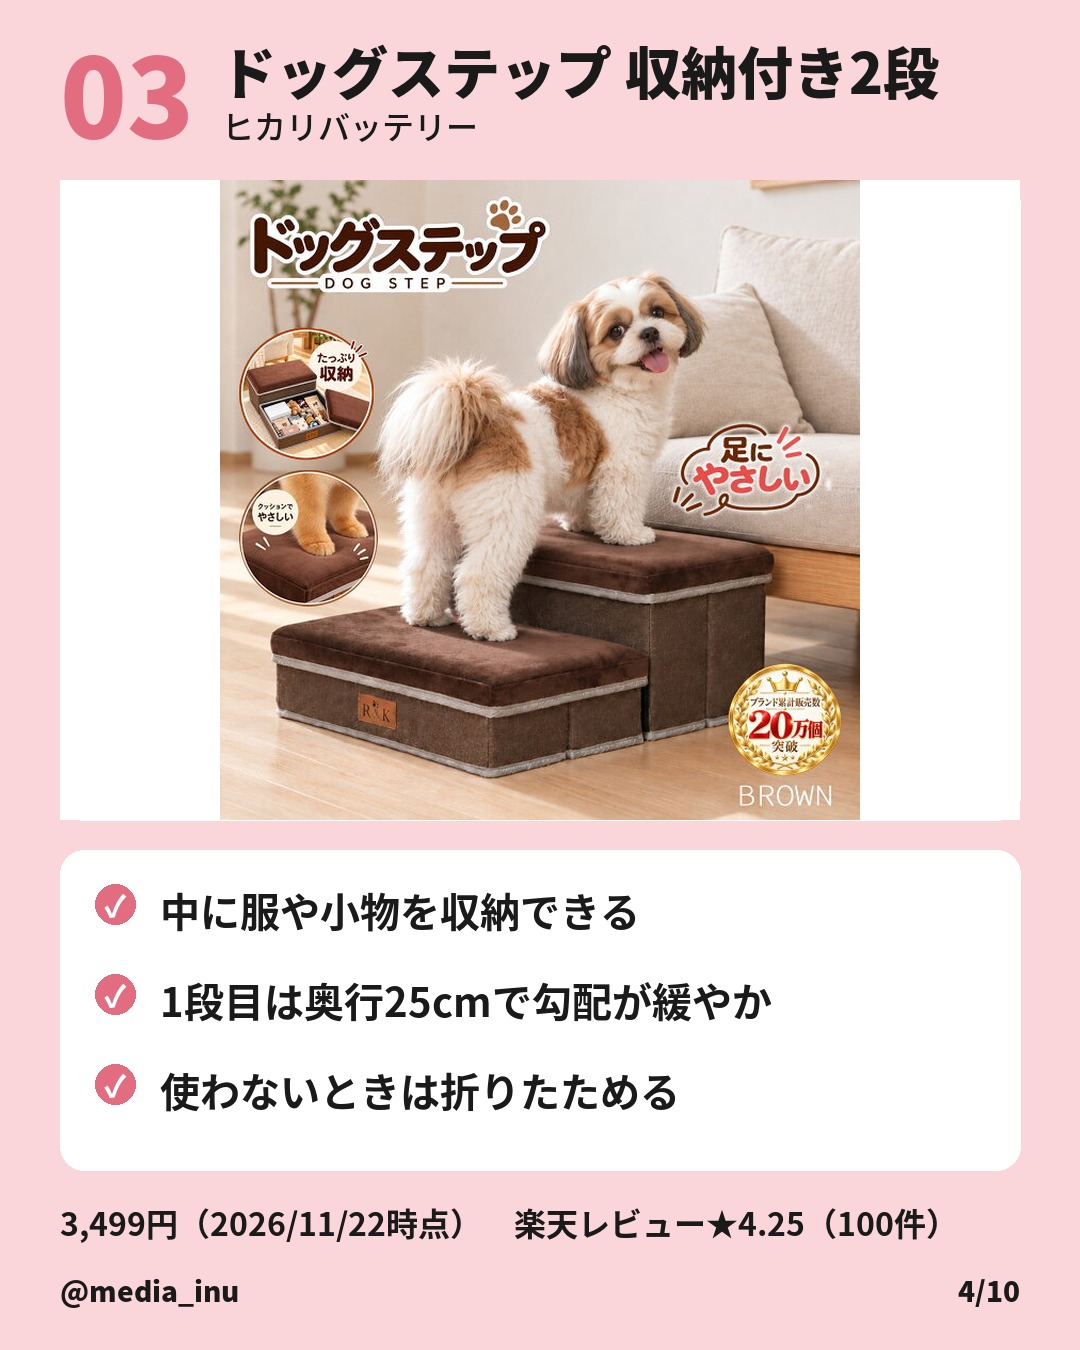 03
ドッグステップ 収納付き2段
ヒカリバッテリー
ドッグステップ
DOG STEP
たっぷり
収納
クッションで
やさしい
足に
やさしい
R K
ブランド累計販売数
20万個
突破
BROWN
中に服や小物を収納できる
1段目は奥行25cmで勾配が緩やか
使わないときは折りたためる
3,499円（2026/11/22時点）　楽天レビュー★4.25（100件）
@media_inu
4/10